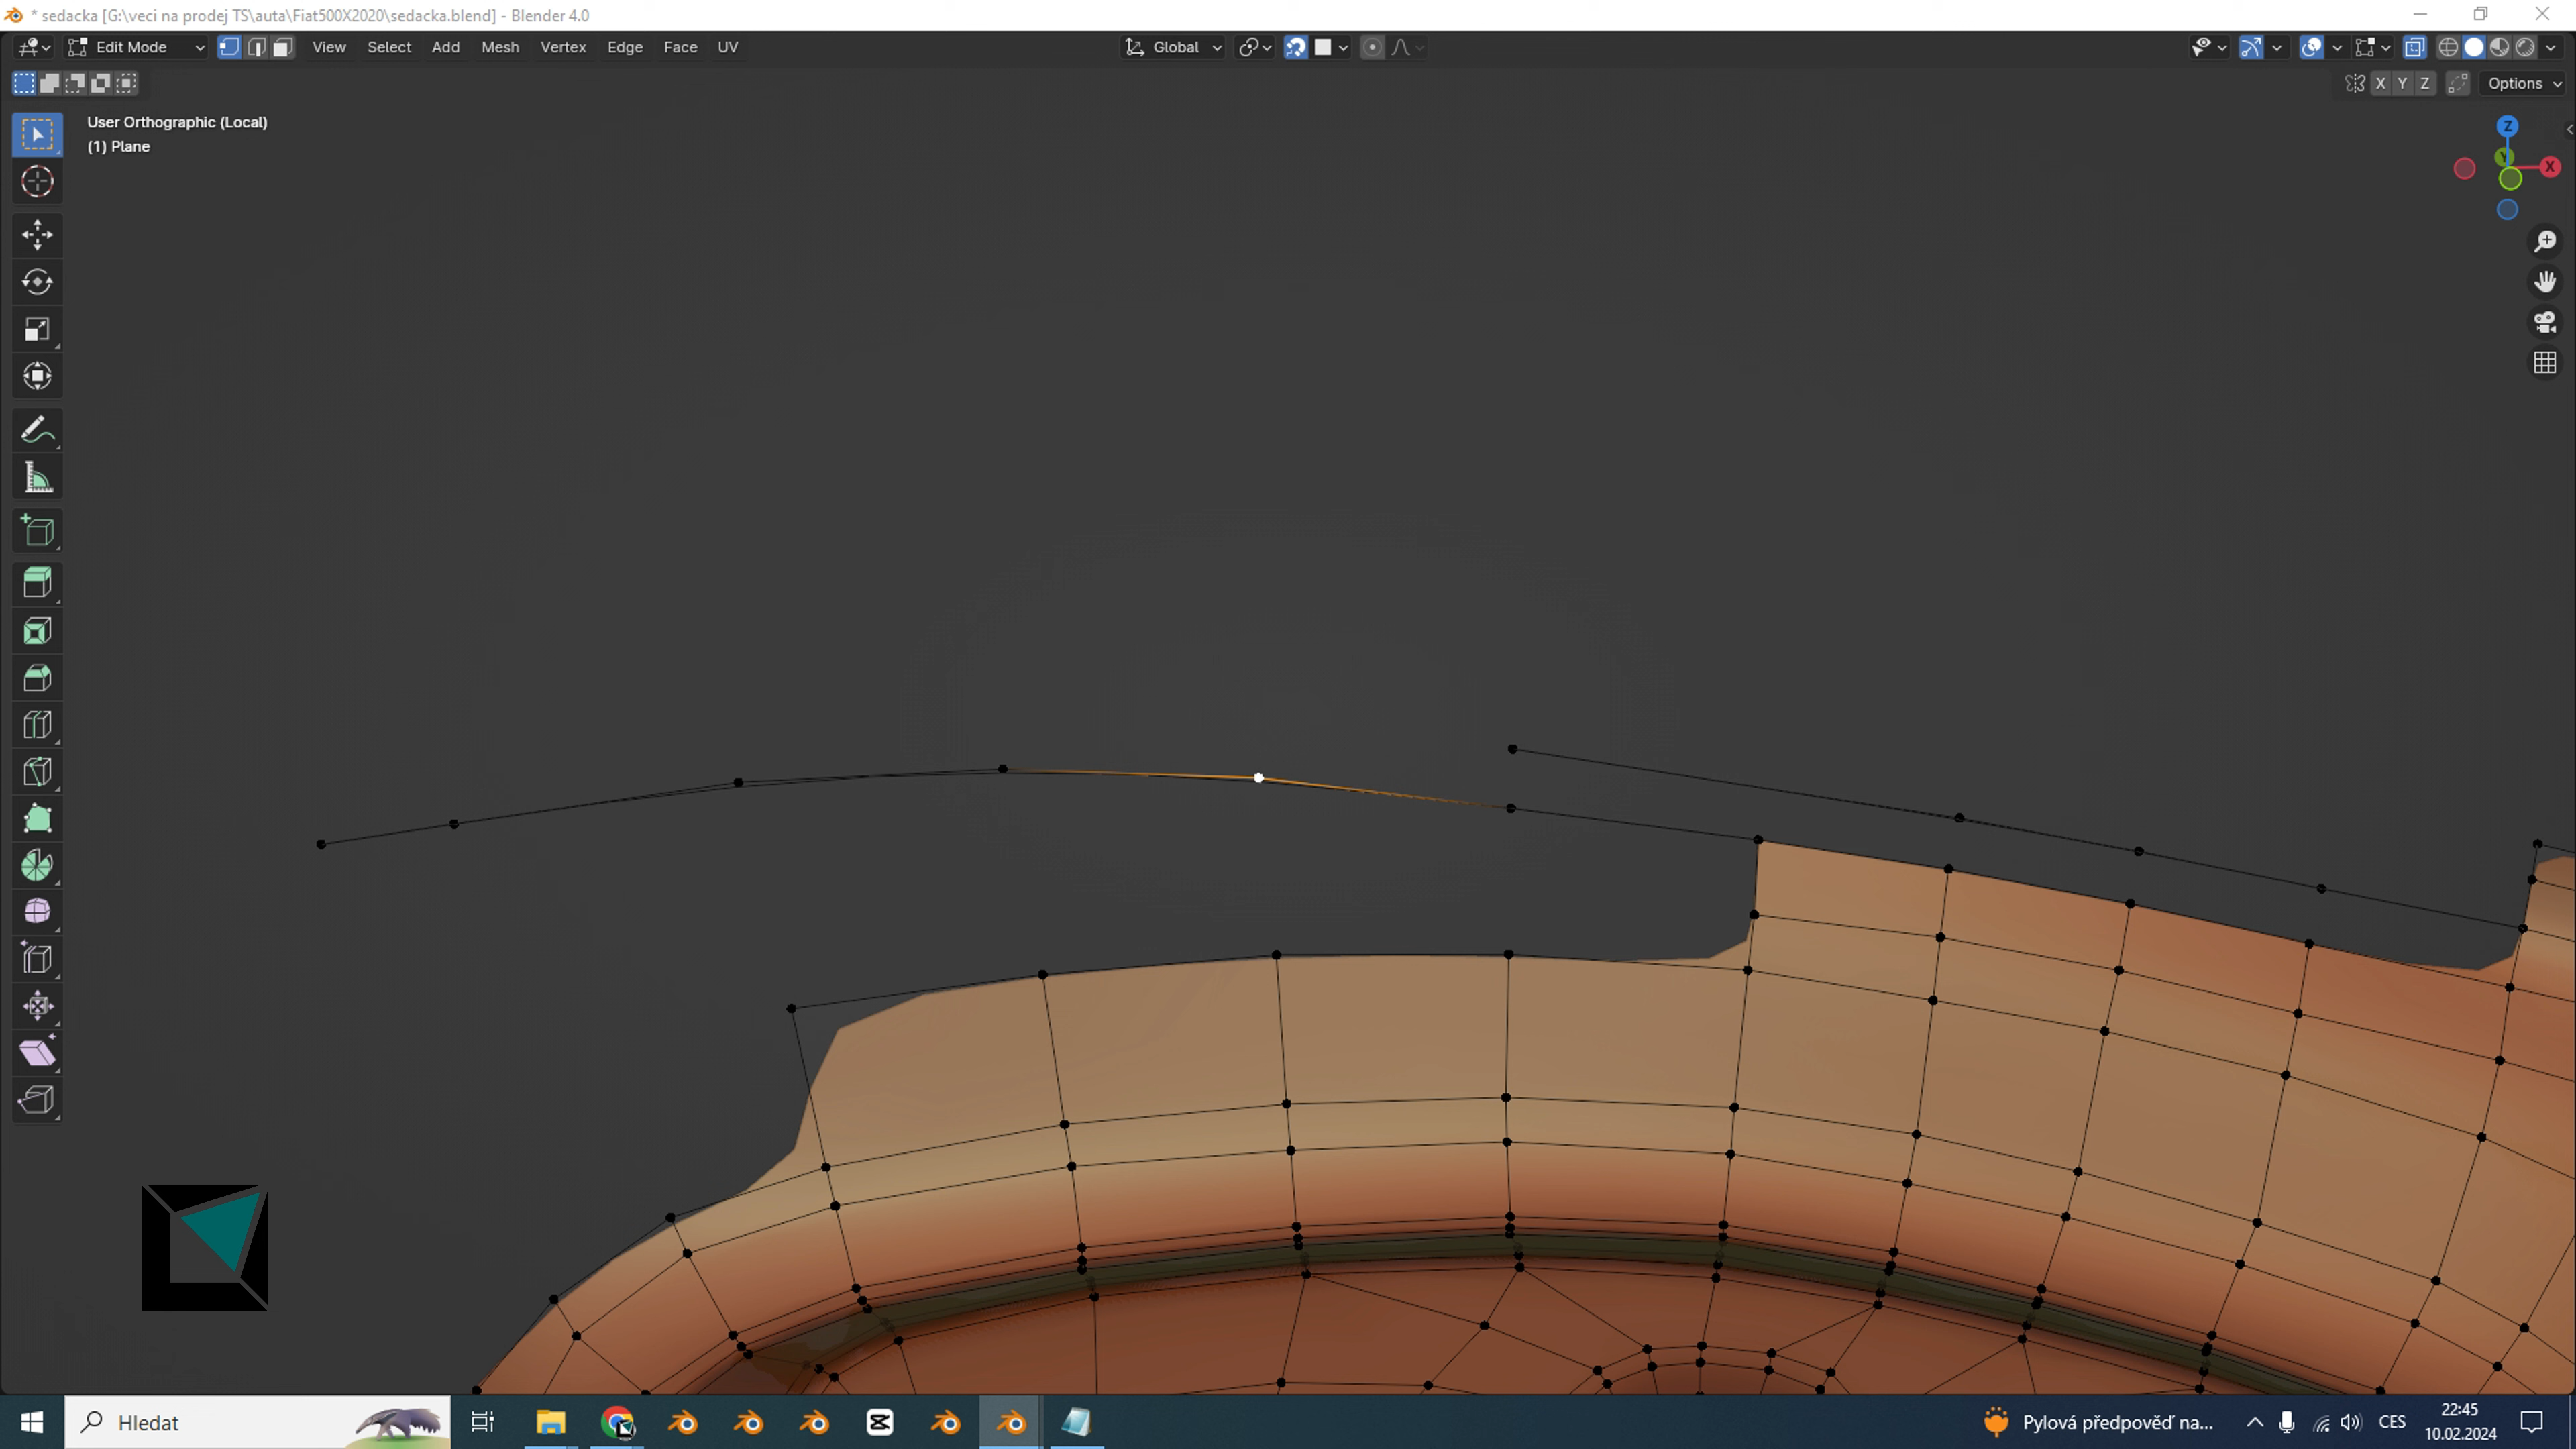 * sedacka [G:\veci na prodej TS\auta\Fiat500X2020\sedacka.blend] - Blender 4.0
Edit Mode View Select Add Mesh Vertex Edge Face UV Global
X Y Z Options
User Orthographic (Local)
(1) Plane
Z
Y
X
Hledat
Pylová předpověď na...
CES
22:45
10.02.2024